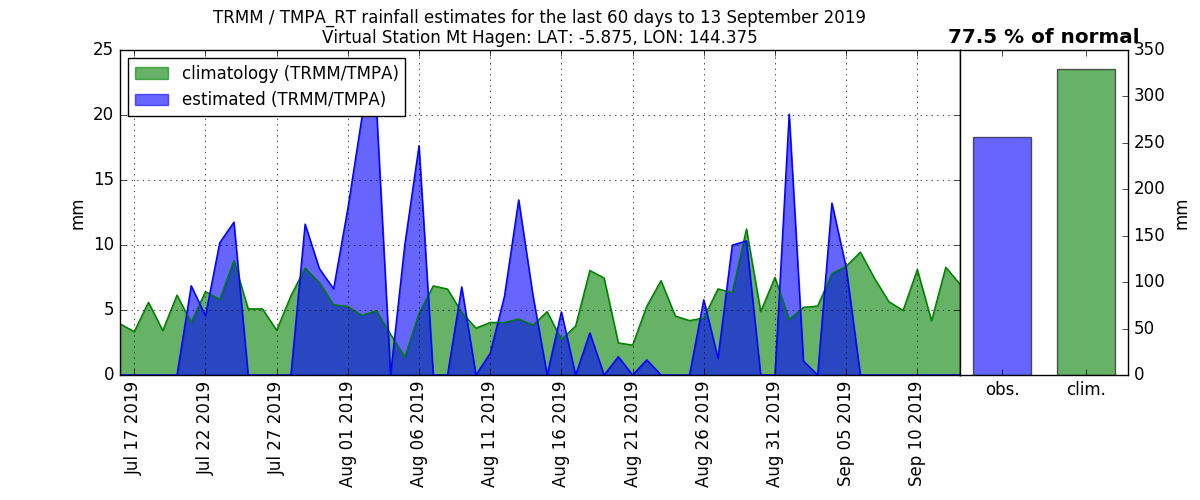 TRMM / TMPA_RT rainfall estimates for the last 60 days to 13 September 2019
Virtual Station Mt Hagen: LAT: -5.875, LON: 144.375
77.5 % of normal
climatology (TRMM/TMPA)
estimated (TRMM/TMPA)
25
20
15
10
5
0
mm
Jul 17 2019
Jul 22 2019
Jul 27 2019
Aug 01 2019
Aug 06 2019
Aug 11 2019
Aug 16 2019
Aug 21 2019
Aug 26 2019
Aug 31 2019
Sep 05 2019
Sep 10 2019
obs.
clim.
350
300
250
200
150
100
50
0
mm